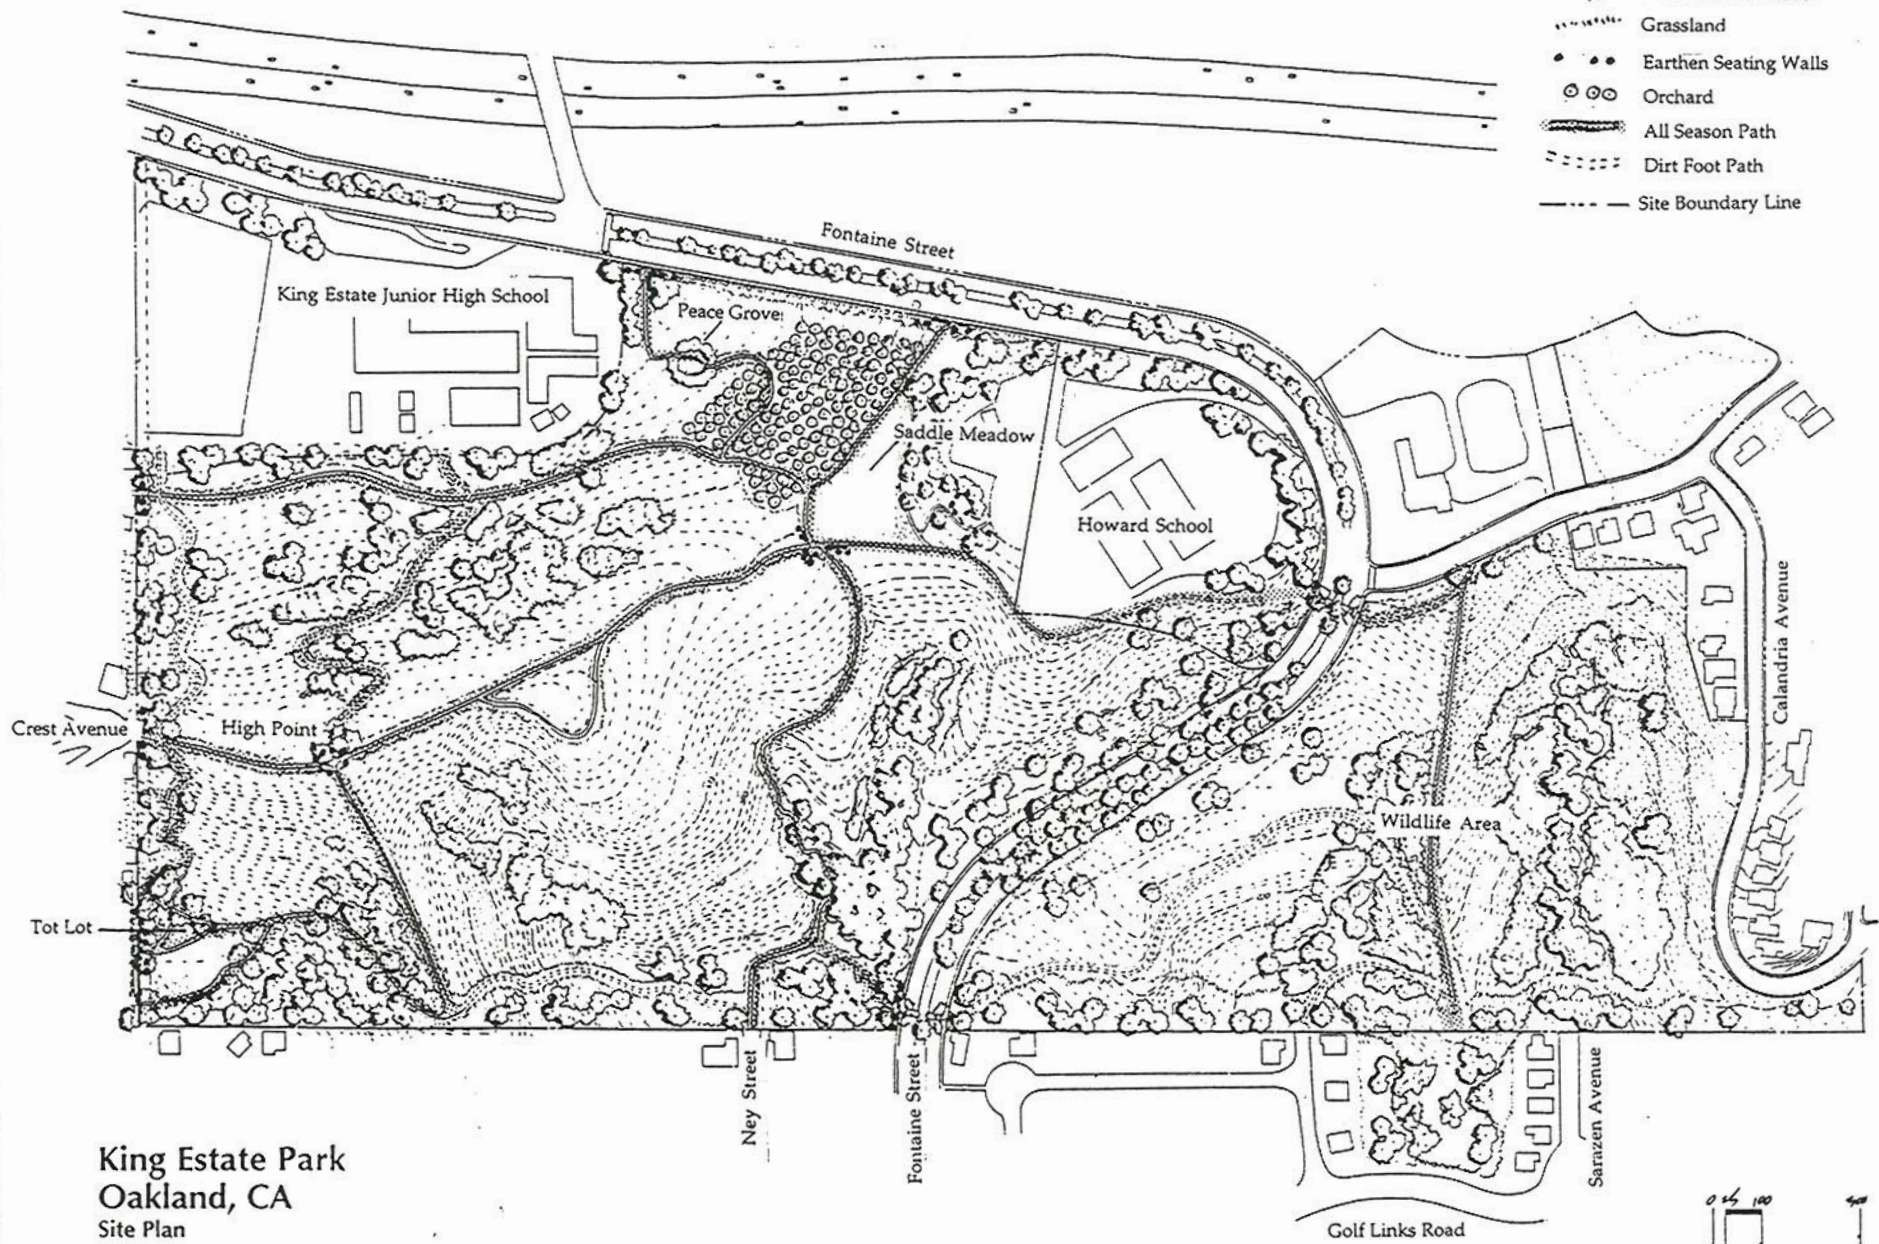 Grassland
Earthen Seating Walls
Orchard
All Season Path
Dirt Foot Path
Site Boundary Line
Fontaine Street
King Estate Junior High School
Peace Grove
Saddle Meadow
Howard School
Calandria Avenue
Crest Avenue
High Point
Wildlife Area
Tot Lot
Ney Street
Fontaine Street
Sarazen Avenue
Golf Links Road
King Estate Park
Oakland, CA
Site Plan
0
100